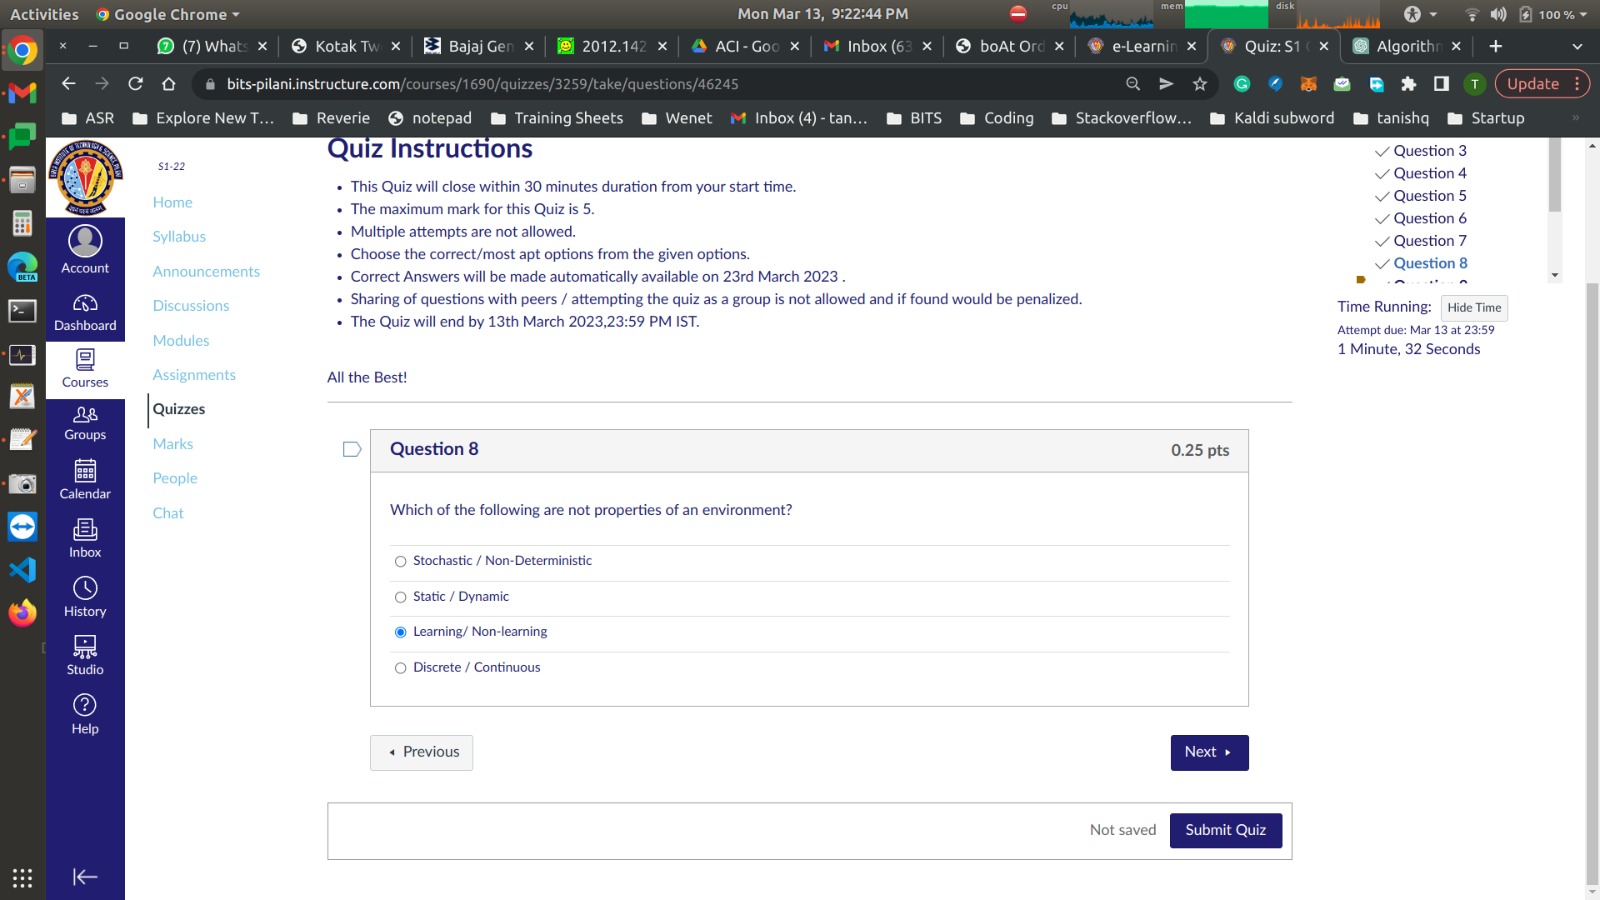 Activities
Google Chrome
Mon Mar 13, 9:22:44 PM
cpu
mem
disk
100 %
(7) Whats
Kotak Tw
Bajaj Gen
2012.142
ACI - Goo
Inbox (63
boAt Ord
e-Learnin
Quiz: S1
Algorithm
bits-pilani.instructure.com/courses/1690/quizzes/3259/take/questions/46245
T
Update
ASR
Explore New T...
Reverie
notepad
Training Sheets
Wenet
Inbox (4) - tan...
BITS
Coding
Stackoverflow...
Kaldi subword
tanishq
Startup
»
BETA
Account
Dashboard
Courses
Groups
Calendar
Inbox
History
Studio
Help
S1-22
Home
Syllabus
Announcements
Discussions
Modules
Assignments
Quizzes
Marks
People
Chat
Quiz Instructions
• This Quiz will close within 30 minutes duration from your start time.
• The maximum mark for this Quiz is 5.
• Multiple attempts are not allowed.
• Choose the correct/most apt options from the given options.
• Correct Answers will be made automatically available on 23rd March 2023 .
• Sharing of questions with peers / attempting the quiz as a group is not allowed and if found would be penalized.
• The Quiz will end by 13th March 2023,23:59 PM IST.
All the Best!
Question 8
0.25 pts
Which of the following are not properties of an environment?
Stochastic / Non-Deterministic
Static / Dynamic
Learning/ Non-learning
Discrete / Continuous
Previous
Next
Not saved
Submit Quiz
Question 3
Question 4
Question 5
Question 6
Question 7
Question 8
Time Running:
Hide Time
Attempt due: Mar 13 at 23:59
1 Minute, 32 Seconds